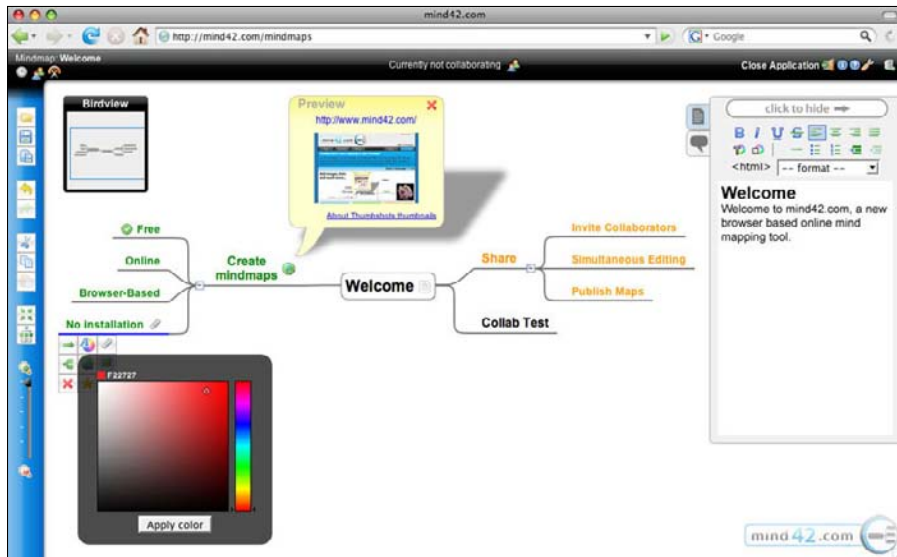 mind42.com
http://mind42.com/mindmaps
Google
Mindmap: Welcome
Currently not collaborating
Close Application
Birdview
Preview
http://www.mind42.com/
About Thumbshots thumbnails
click to hide
B I U S
<html> -- format --
Welcome
Welcome to mind42.com, a new
browser based online mind
mapping tool.
Free
Online
Browser-Based
No installation
Create
mindmaps
Welcome
Share
Invite Collaborators
Simultaneous Editing
Publish Maps
Collab Test
F22727
Apply color
mind42.com